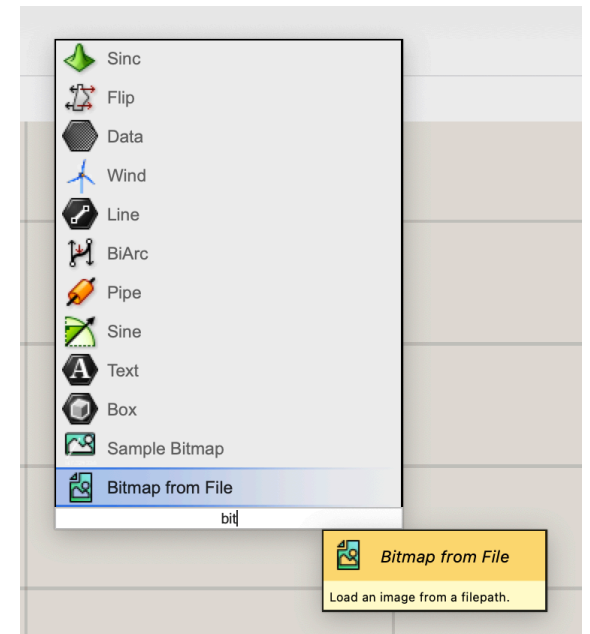 Sinc
Flip
Data
Wind
Line
BiArc
Pipe
Sine
A Text
Box
Sample Bitmap
Bitmap from File
bit
Bitmap from File
Load an image from a filepath.